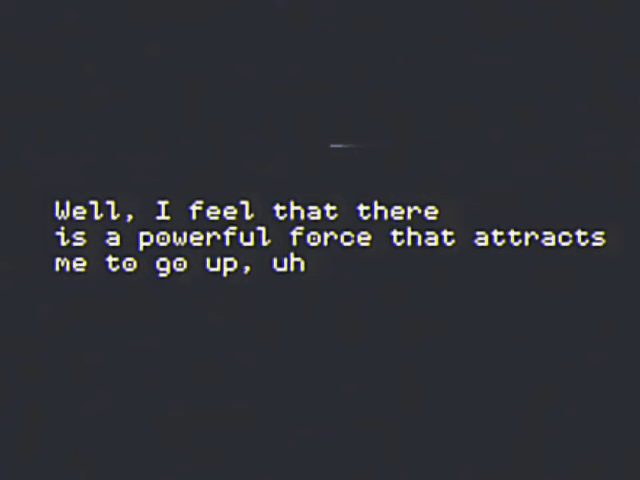 Well, I feel that there
is a powerful force that attracts
me to go up, uh